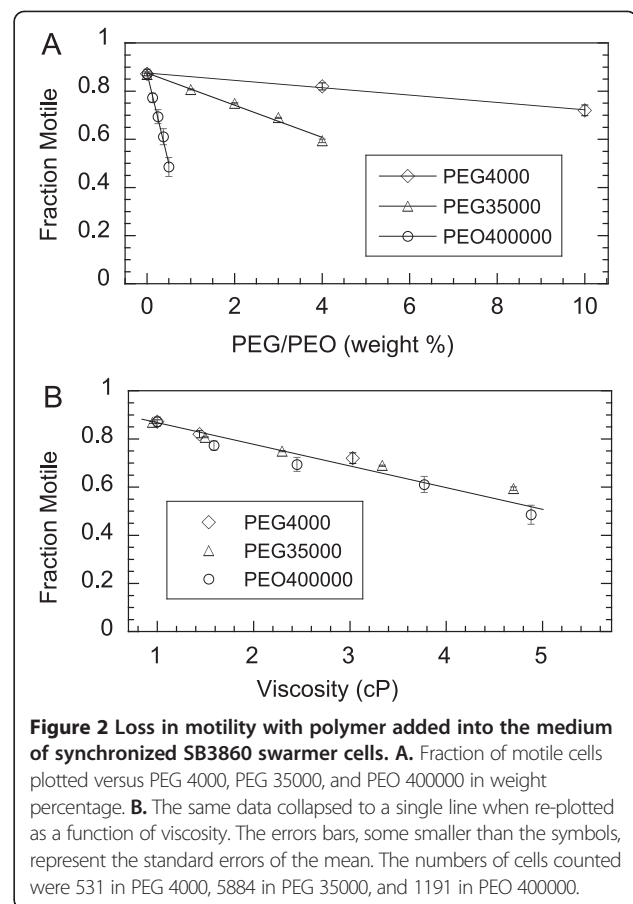 A
1
0.8
0.6
0.4
0.2
0
Fraction Motile
PEG4000
PEG35000
PEO400000
0 2 4 6 8 10
PEG/PEO (weight %)
B
1
0.8
0.6
0.4
0.2
0
Fraction Motile
PEG4000
PEG35000
PEO400000
1 2 3 4 5
Viscosity (cP)
Figure 2 Loss in motility with polymer added into the medium
of synchronized SB3860 swarmer cells. A. Fraction of motile cells
plotted versus PEG 4000, PEG 35000, and PEO 400000 in weight
percentage. B. The same data collapsed to a single line when re-plotted
as a function of viscosity. The errors bars, some smaller than the symbols,
represent the standard errors of the mean. The numbers of cells counted
were 531 in PEG 4000, 5884 in PEG 35000, and 1191 in PEO 400000.